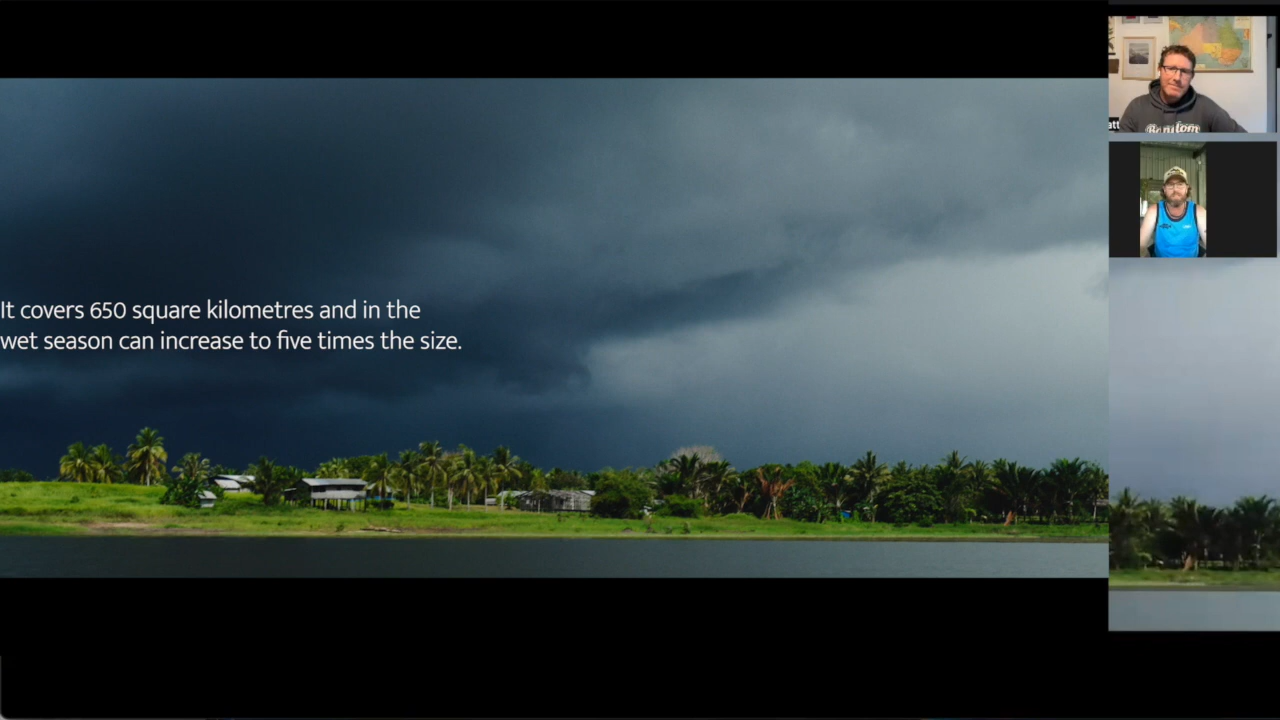 It covers 650 square kilometres and in the
wet season can increase to five times the size.